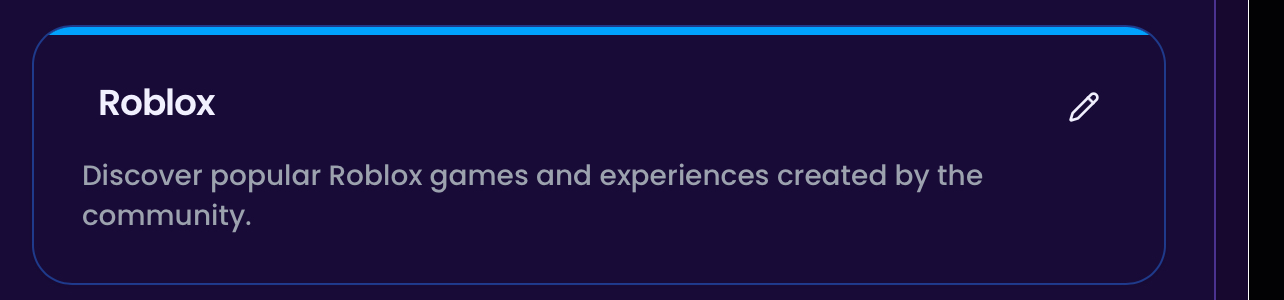 Roblox
Discover popular Roblox games and experiences created by the
community.